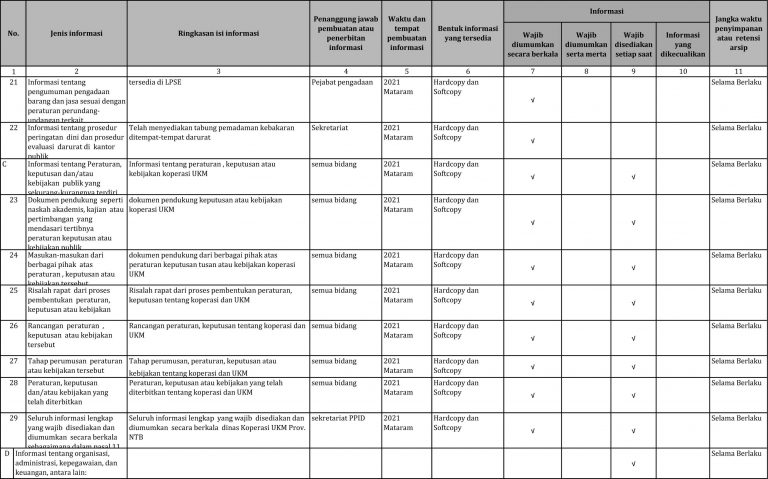 No.
Jenis informasi
Ringkasan isi informasi
Penanggung jawab
pembuatan atau
penerbitan
informasi
Waktu dan
tempat
pembuatan
informasi
Bentuk informasi
yang tersedia
Informasi
Wajib
diumumkan
secara berkala
Wajib
diumumkan
serta merta
Wajib
disediakan
setiap saat
Informasi
yang
dikecualikan
Jangka waktu
penyimpanan
atau retensi
arsip
1 2 3 4 5 6 7 8 9 10 11
21
Informasi tentang
pengumuman pengadaan
barang dan jasa sesuai dengan
peraturan perundang-
undangan terkait
tersedia di LPSE
Pejabat pengadaan
2021
Mataram
Hardcopy dan
Softcopy
√
Selama Berlaku
22
Informasi tentang prosedur
peringatan dini dan prosedur
evaluasi darurat di kantor
publik
Telah menyediakan tabung pemadaman kebakaran
ditempat-tempat darurat
Sekretariat
2021
Mataram
Hardcopy dan
Softcopy
√
Selama Berlaku
C
Informasi tentang Peraturan,
keputusan dan/atau
kebijakan publik yang
sekurang-kurangnya terdiri
Informasi tentang peraturan , keputusan atau
kebijakan koperasi UKM
semua bidang
2021
Mataram
Hardcopy dan
Softcopy
√
√
Selama Berlaku
23
Dokumen pendukung seperti
naskah akademis, kajian atau
pertimbangan yang
mendasari tertibnya
peraturan keputusan atau
kebijakan publik
dokumen pendukung keputusan atau kebijakan
koperasi UKM
semua bidang
2021
Mataram
Hardcopy dan
Softcopy
√
√
Selama Berlaku
24
Masukan-masukan dari
berbagai pihak atas
peraturan , keputusan atau
kebijakan tersebut
dokumen pendukung dari berbagai pihak atas
peraturan keputusan tusan atau kebijakan koperasi
UKM
semua bidang
2021
Mataram
Hardcopy dan
Softcopy
√
√
Selama Berlaku
25
Risalah rapat dari proses
pembentukan peraturan,
keputusan atau kebijakan
Risalah rapat dari proses pembentukan peraturan,
keputusan tentang koperasi dan UKM
semua bidang
2021
Mataram
Hardcopy dan
Softcopy
√
√
Selama Berlaku
26
Rancangan peraturan ,
keputusan atau kebijakan
tersebut
Rancangan peraturan, keputusan tentang koperasi dan
UKM
semua bidang
2021
Mataram
Hardcopy dan
Softcopy
√
√
Selama Berlaku
27
Tahap perumusan peraturan
atau kebijakan tersebut
Tahap perumusan, peraturan, keputusan atau
kebijakan tentang koperasi dan UKM
semua bidang
2021
Mataram
Hardcopy dan
Softcopy
√
√
Selama Berlaku
28
Peraturan, keputusan
dan/atau kebijakan yang
telah diterbitkan
Peraturan, keputusan atau kebijakan yang telah
diterbitkan tentang koperasi dan UKM
semua bidang
2021
Mataram
Hardcopy dan
Softcopy
√
√
Selama Berlaku
29
Seluruh informasi lengkap
yang wajib disediakan dan
diumumkan secara berkala
sebagaimana dalam pasal 11
Seluruh informasi lengkap yang wajib disediakan dan
diumumkan secara berkala dinas Koperasi UKM Prov.
NTB
sekretariat PPID
2021
Mataram
Hardcopy dan
Softcopy
√
√
Selama Berlaku
D
Informasi tentang organisasi,
administrasi, kepegawaian, dan
keuangan, antara lain:
√
Selama Berlaku